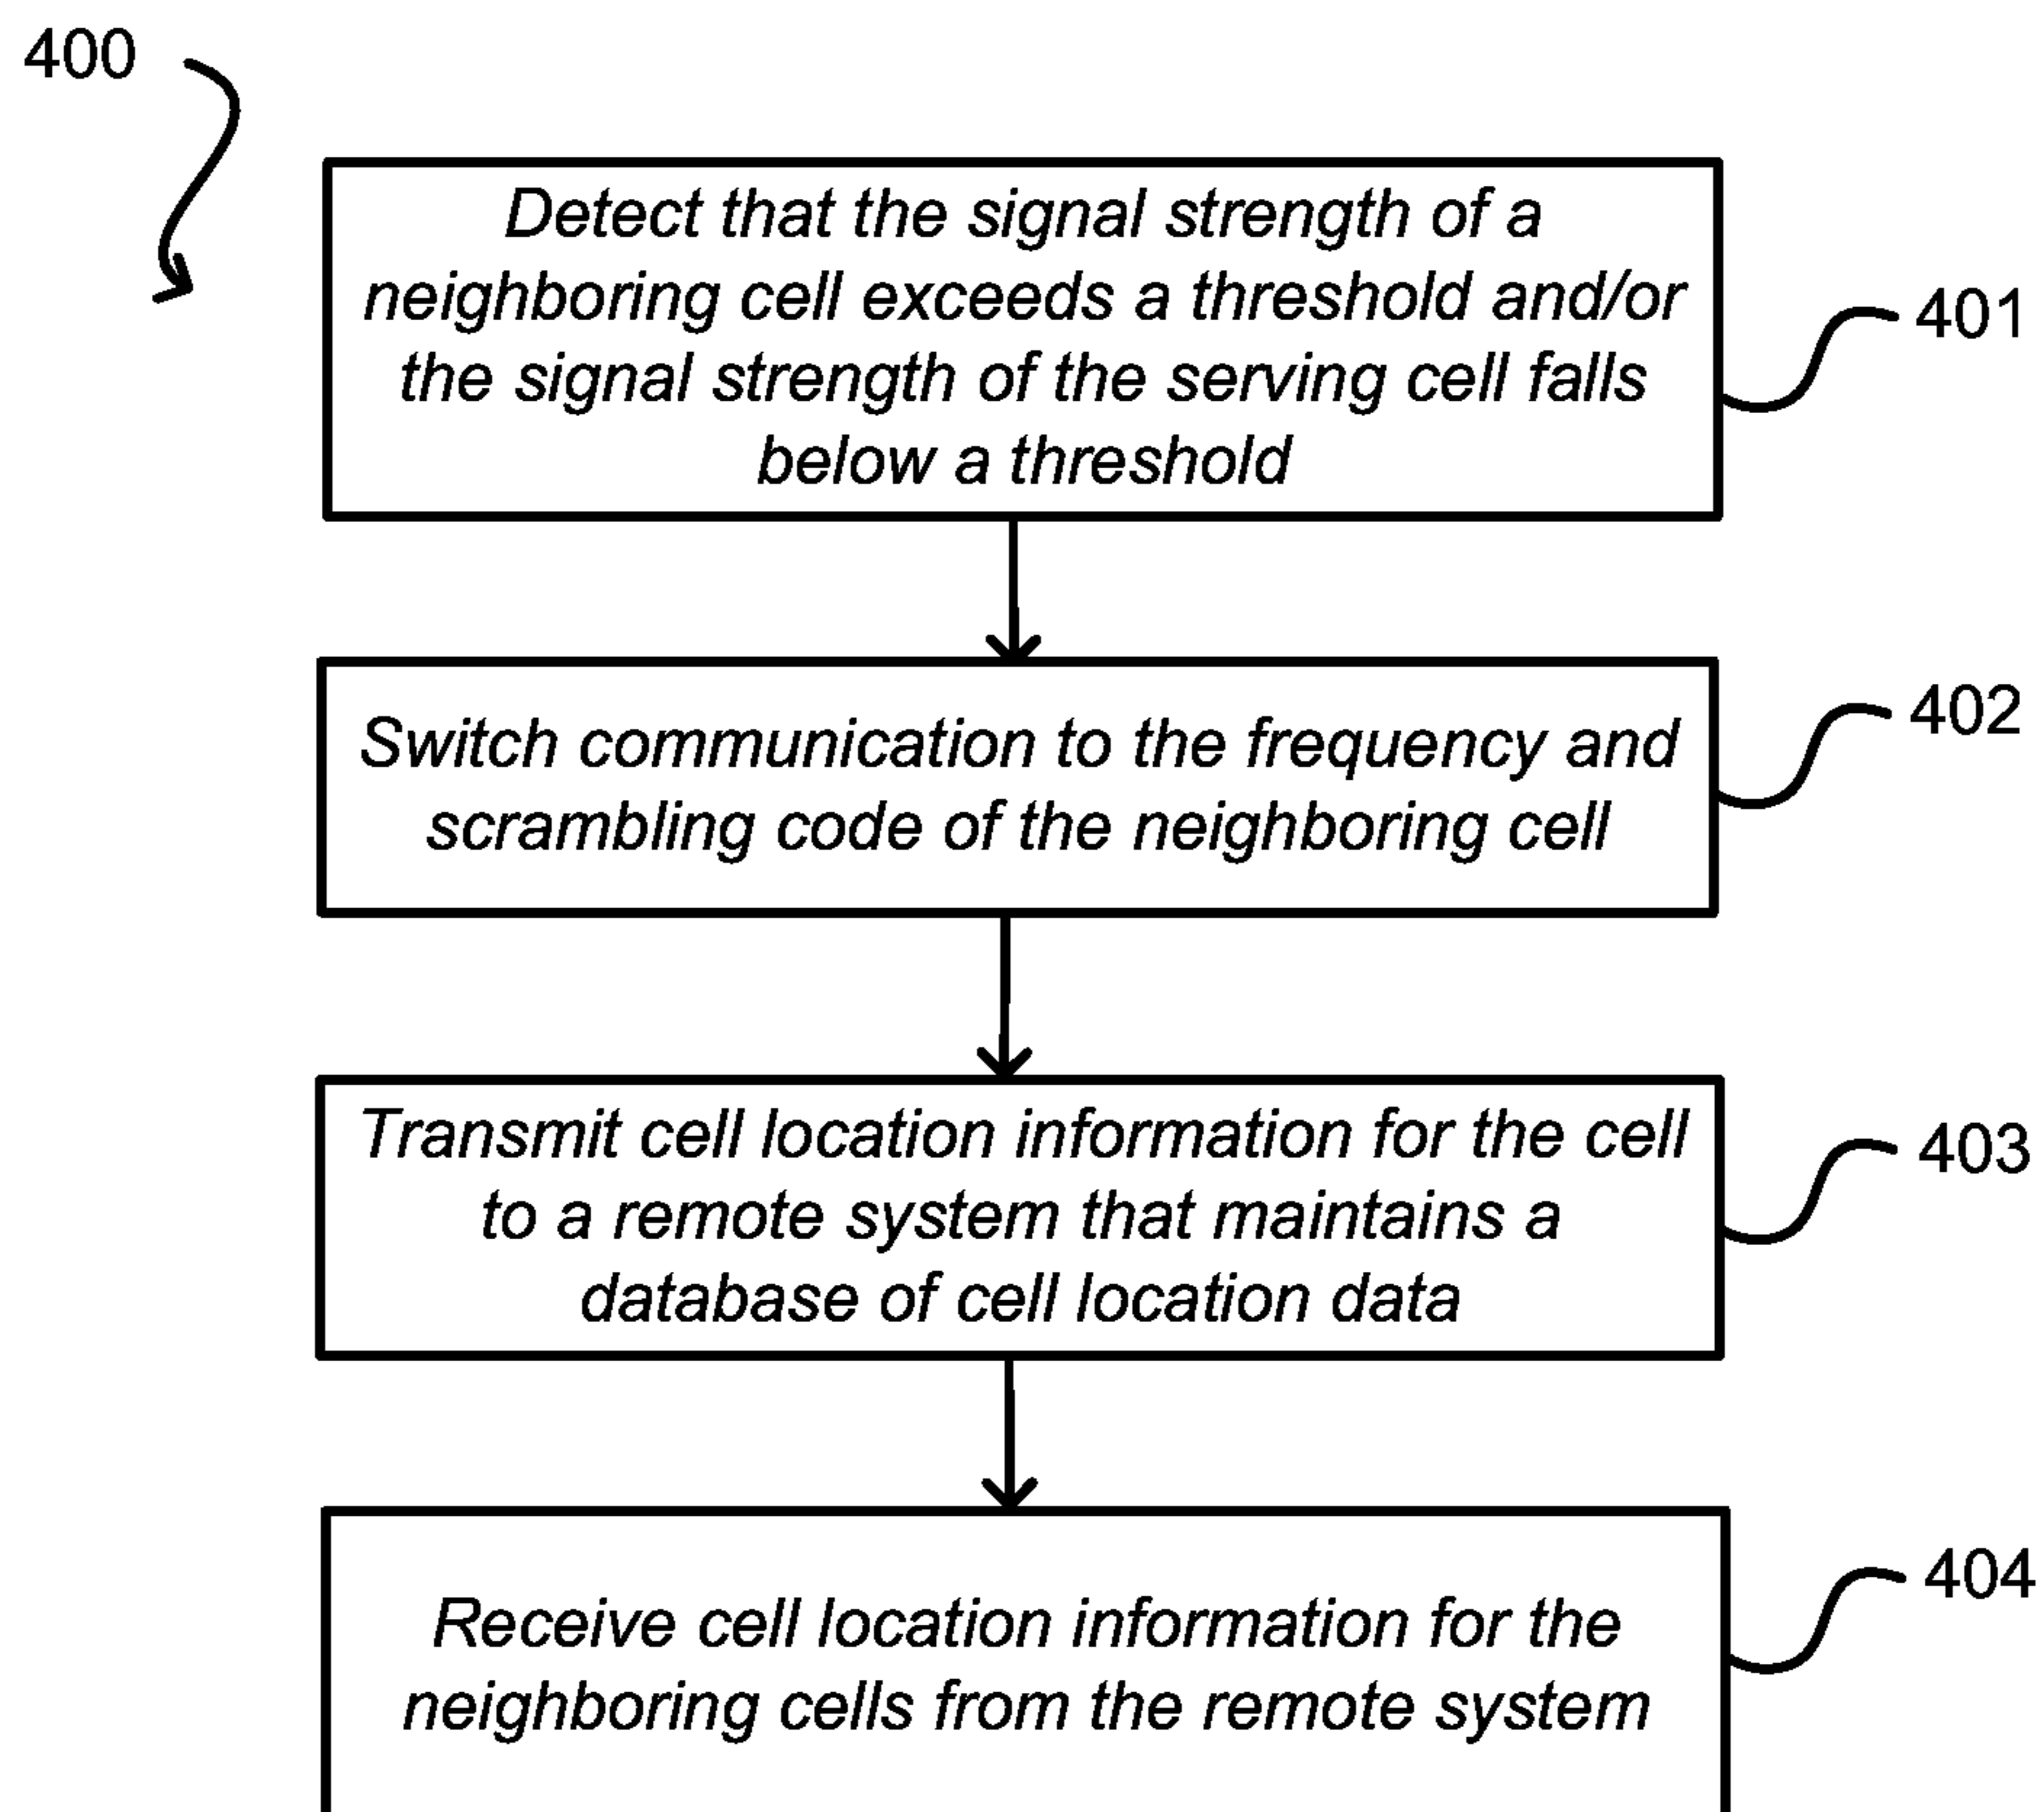 400
Detect that the signal strength of a
neighboring cell exceeds a threshold and/or
the signal strength of the serving cell falls
below a threshold
401
Switch communication to the frequency and
scrambling code of the neighboring cell
402
Transmit cell location information for the cell
to a remote system that maintains a
database of cell location data
403
Receive cell location information for the
neighboring cells from the remote system
404